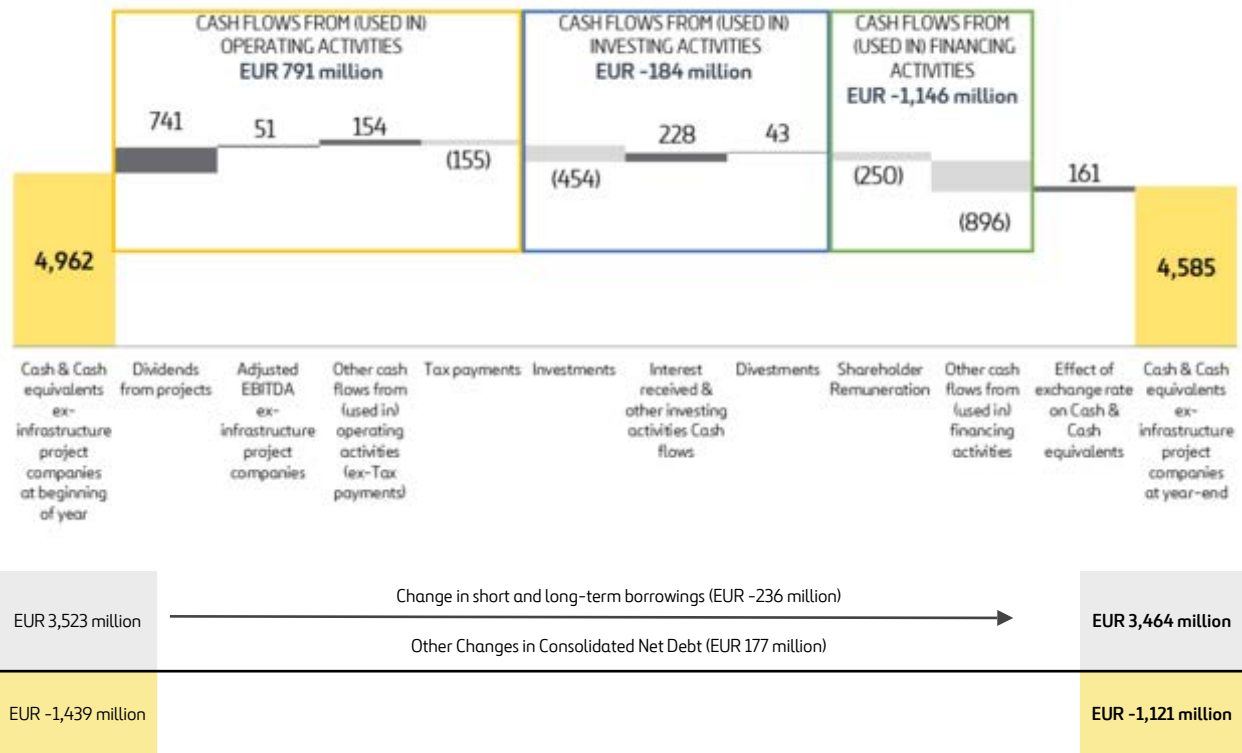 CASH FLOWS FROM (USED IN)
OPERATING ACTIVITIES
EUR 791 million
CASH FLOWS FROM (USED IN)
INVESTING ACTIVITIES
EUR -184 million
CASH FLOWS FROM
(USED IN) FINANCING
ACTIVITIES
EUR -1,146 million
741
51
154
(155)
(454)
228
43
(250)
(896)
161
4,962
4,585
Cash & Cash
equivalents
ex-
infrastructure
project
companies
at beginning
of year
Dividends
from projects
Adjusted
EBITDA
ex-
infrastructure
project
companies
Other cash
flows from
(used in)
operating
activities
(ex-Tax
payments)
Tax payments
Investments
Interest
received &
other investing
activities Cash
flows
Divestments
Shareholder
Remuneration
Other cash
flows from
(used in)
financing
activities
Effect of
exchange rate
on Cash &
Cash
equivalents
Cash & Cash
equivalents
ex-
infrastructure
project
companies
at year-end
EUR 3,523 million
Change in short and long-term borrowings (EUR -236 million)
Other Changes in Consolidated Net Debt (EUR 177 million)
EUR 3,464 million
EUR -1,439 million
EUR -1,121 million